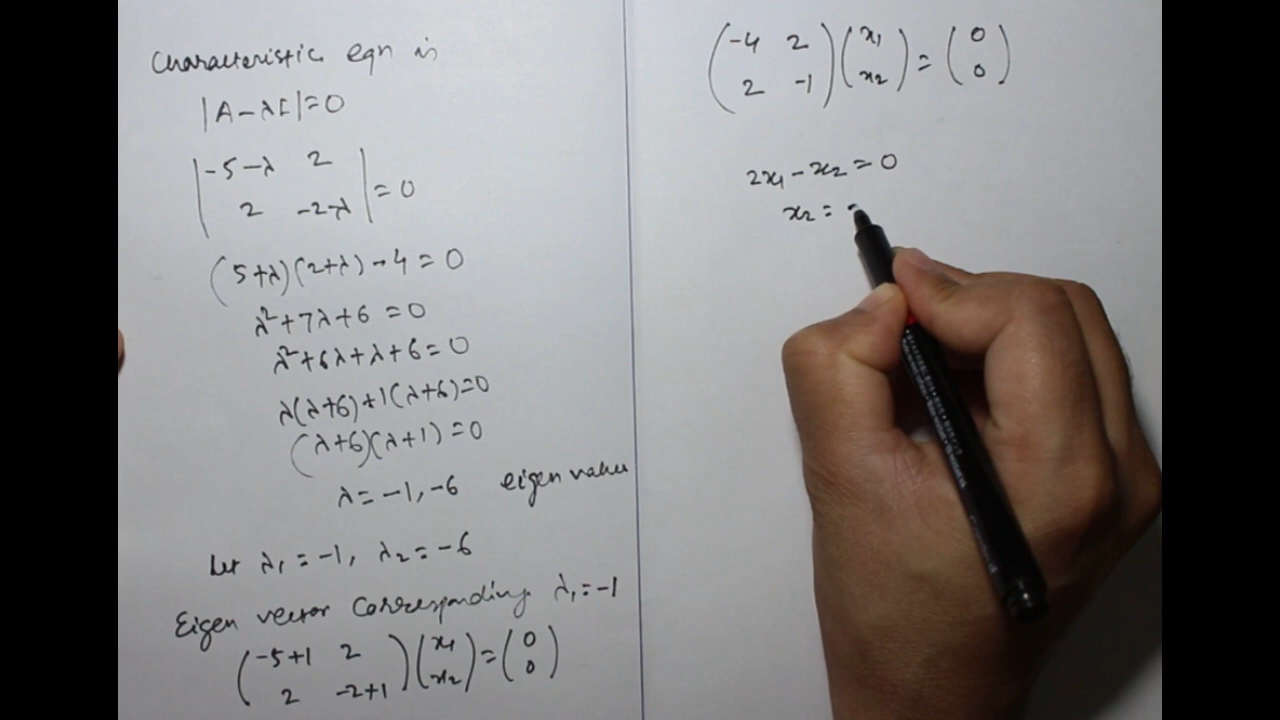 Characteristic eqn is
|A-λI|=0
|-5-λ 2|
|2 -2-λ|=0
(5+λ)(2+λ)-4=0
λ²+7λ+6=0
λ²+6λ+λ+6=0
λ(λ+6)+1(λ+6)=0
(λ+6)(λ+1)=0
λ=-1,-6 eigen values
Let λ₁=-1, λ₂=-6
Eigen vector corresponding λ₁=-1
(-5+1 2)(x₁)=(0)
(2 -2+1)(x₂) (0)
(-4 2)(x₁)=(0)
(2 -1)(x₂) (0)
2x₁-x₂=0
x₂=